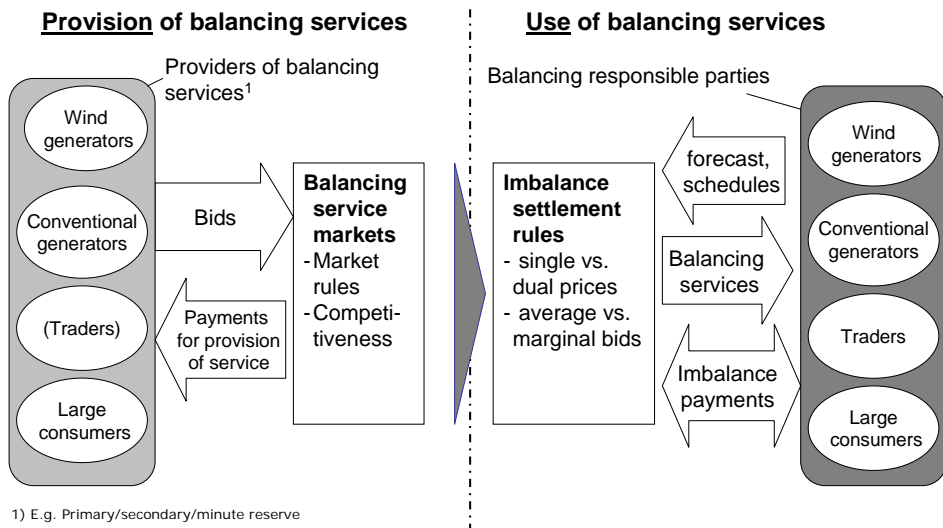 Provision of balancing services
Providers of balancing
services1
Wind
generators
Conventional
generators
(Traders)
Large
consumers
Bids
Payments
for provision
of service
Balancing
service
markets
-Market
rules
-Competi-
tiveness
Use of balancing services
Balancing responsible parties
Imbalance
settlement
rules
- single vs.
dual prices
- average vs.
marginal bids
forecast,
schedules
Balancing
services
Imbalance
payments
Wind
generators
Conventional
generators
Traders
Large
consumers
1) E.g. Primary/secondary/minute reserve